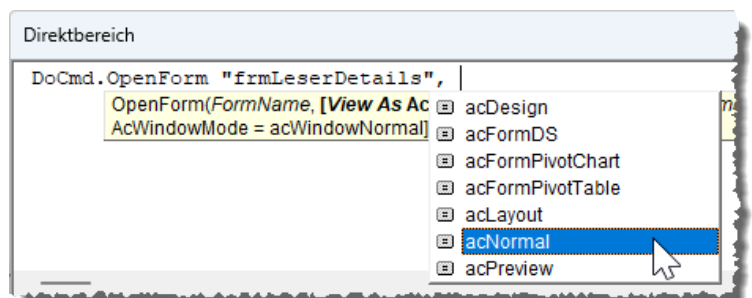 Direktbereich
DoCmd.OpenForm "frmLeserDetails",
OpenForm(FormName, [View As Ac
AcWindowMode = acWindowNormal]
acDesign
acFormDS
acFormPivotChart
acFormPivotTable
acLayout
acNormal
acPreview